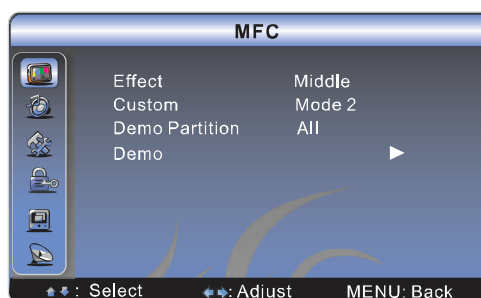 MFC
Effect Middle
Custom Mode 2
Demo Partition All
Demo
: Select : Adjust MENU: Back